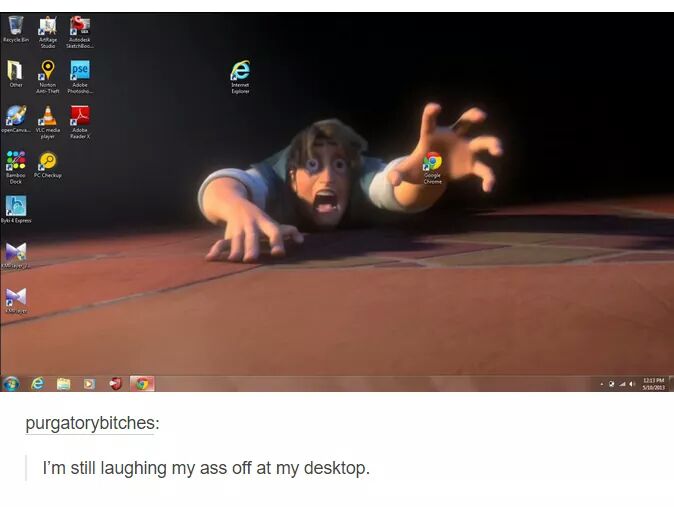 Recycle Bin
ArtRage
Studio
Autodesk
SketchBoo...
Other
Norton
Anti-Theft
pse
Adobe
Photosho...
Internet
Explorer
openCanva...
VLC media
player
Adobe
Reader X
Bamboo
Dock
PC Checkup
Google
Chrome
Byki 4 Express
KMPlayer
12:13 PM
5/18/2013
purgatorybitches:
I'm still laughing my ass off at my desktop.